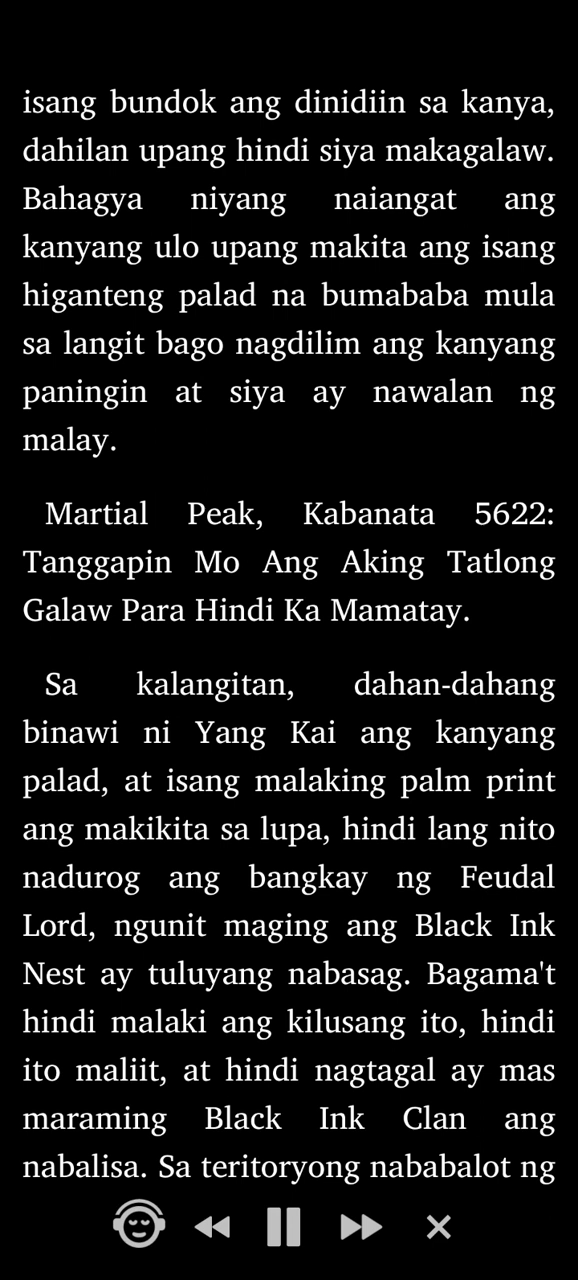 isang bundok ang dinidiin sa kanya,
dahilan upang hindi siya makagalaw.
Bahagya niyang naiangat ang
kanyang ulo upang makita ang isang
higanteng palad na bumababa mula
sa langit bago nagdilim ang kanyang
paningin at siya ay nawalan ng
malay.
Martial Peak, Kabanata 5622:
Tanggapin Mo Ang Aking Tatlong
Galaw Para Hindi Ka Mamatay.
Sa kalangitan, dahan-dahang
binawi ni Yang Kai ang kanyang
palad, at isang malaking palm print
ang makikita sa lupa, hindi lang nito
nadurog ang bangkay ng Feudal
Lord, ngunit maging ang Black Ink
Nest ay tuluyang nabasag. Bagama't
hindi malaki ang kilusang ito, hindi
ito maliit, at hindi nagtagal ay mas
maraming Black Ink Clan ang
nabalisa. Sa teritoryong nababalot ng